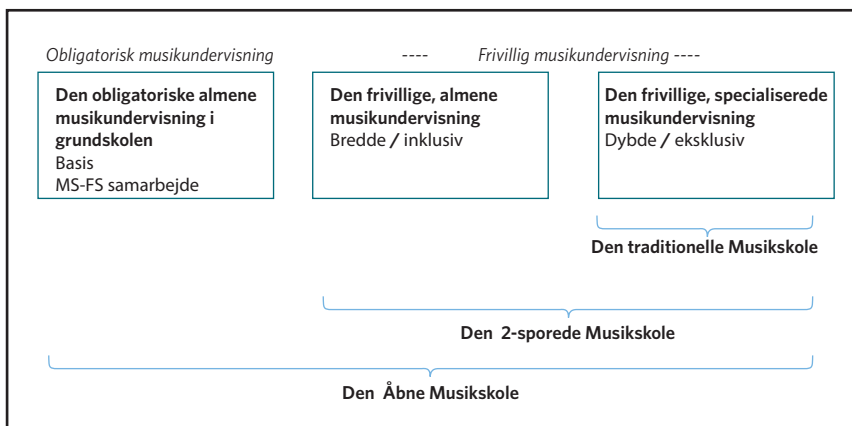 Obligatorisk musikundervisning ---- Frivillig musikundervisning ----
Den obligatoriske almene
musikundervisning i
grundskolen
Basis
MS-FS samarbejde
Den frivillige, almene
musikundervisning
Bredde / inklusiv
Den frivillige, specialiserede
musikundervisning
Dybde / eksklusiv
Den traditionelle Musikskole
Den 2-sporede Musikskole
Den Åbne Musikskole